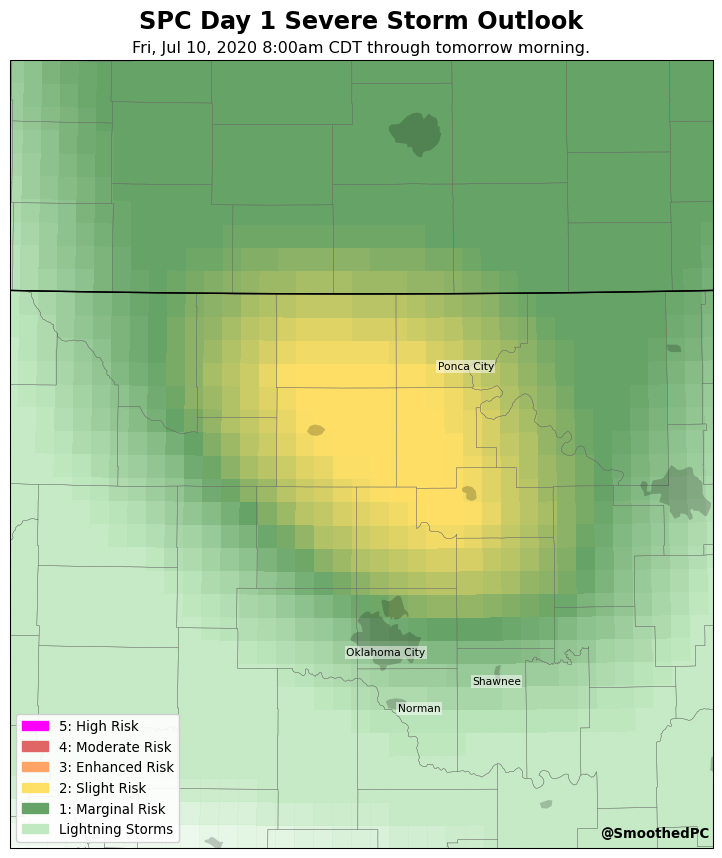 SPC Day 1 Severe Storm Outlook
Fri, Jul 10, 2020 8:00am CDT through tomorrow morning.
Ponca City
Oklahoma City
Shawnee
Norman
5: High Risk
4: Moderate Risk
3: Enhanced Risk
2: Slight Risk
1: Marginal Risk
Lightning Storms
@SmoothedPC